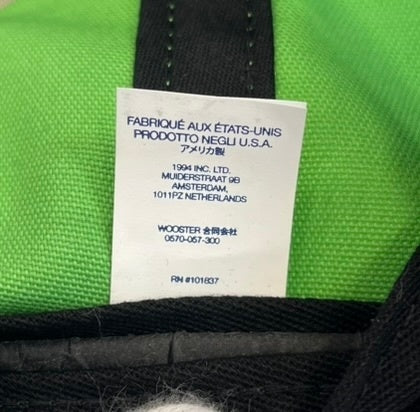 FABRIQUÉ AUX ÉTATS-UNIS
PRODOTTO NEGLI U.S.A.
アメリカ製
1994 INC. LTD.
MUIDERSTRAAT 9B
AMSTERDAM,
1011PZ NETHERLANDS
WOOSTER 合同会社
0570-057-300
RN #101837